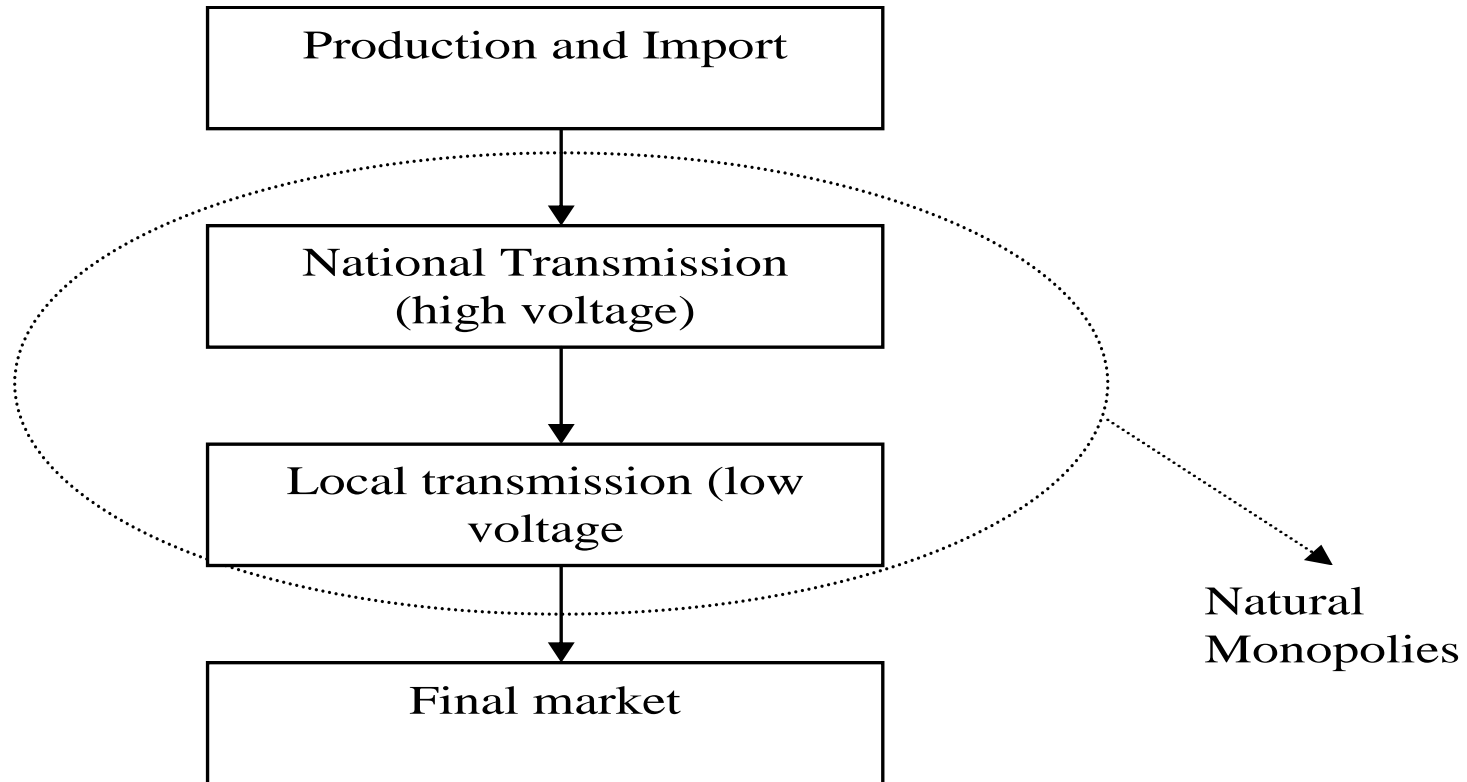 Production and Import
National Transmission
(high voltage)
Local transmission (low
voltage
Natural
Monopolies
Final market